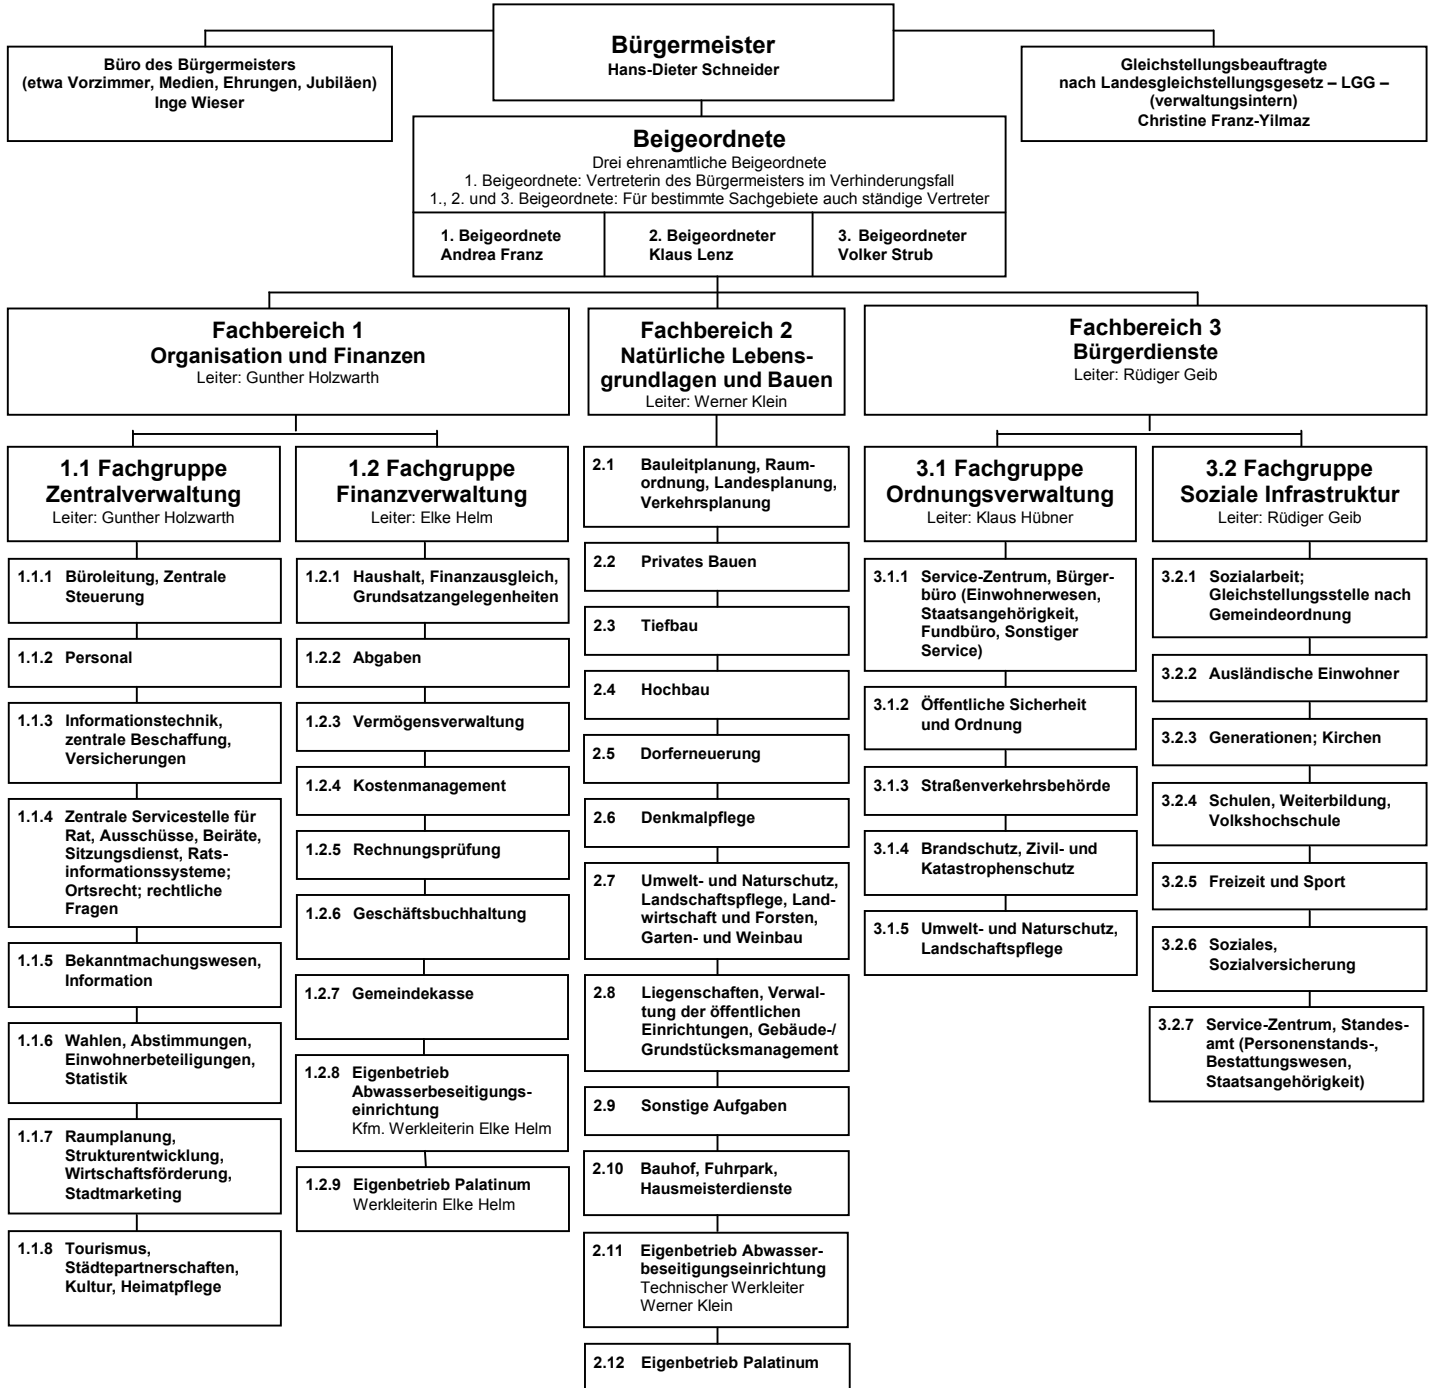 Bürgermeister
Hans-Dieter Schneider
Büro des Bürgermeisters
(etwa Vorzimmer, Medien, Ehrungen, Jubiläen)
Inge Wieser
Gleichstellungsbeauftragte
nach Landesgleichstellungsgesetz – LGG –
(verwaltungsintern)
Christine Franz-Yilmaz
Beigeordnete
Drei ehrenamtliche Beigeordnete
1. Beigeordnete: Vertreterin des Bürgermeisters im Verhinderungsfall
1., 2. und 3. Beigeordnete: Für bestimmte Sachgebiete auch ständige Vertreter
1. Beigeordnete
Andrea Franz
2. Beigeordneter
Klaus Lenz
3. Beigeordneter
Volker Strub
Fachbereich 1
Organisation und Finanzen
Leiter: Gunther Holzwarth
Fachbereich 2
Natürliche Lebens-
grundlagen und Bauen
Leiter: Werner Klein
Fachbereich 3
Bürgerdienste
Leiter: Rüdiger Geib
1.1 Fachgruppe
Zentralverwaltung
Leiter: Gunther Holzwarth
1.1.1 Büroleitung, Zentrale
Steuerung
1.1.2 Personal
1.1.3 Informationstechnik,
zentrale Beschaffung,
Versicherungen
1.1.4 Zentrale Servicestelle für
Rat, Ausschüsse, Beiräte,
Sitzungsdienst, Rats-
informationssysteme;
Ortsrecht; rechtliche
Fragen
1.1.5 Bekanntmachungswesen,
Information
1.1.6 Wahlen, Abstimmungen,
Einwohnerbeteiligungen,
Statistik
1.1.7 Raumplanung,
Strukturentwicklung,
Wirtschaftsförderung,
Stadtmarketing
1.1.8 Tourismus,
Städtepartnerschaften,
Kultur, Heimatpflege
1.2 Fachgruppe
Finanzverwaltung
Leiter: Elke Helm
1.2.1 Haushalt, Finanzausgleich,
Grundsatzangelegenheiten
1.2.2 Abgaben
1.2.3 Vermögensverwaltung
1.2.4 Kostenmanagement
1.2.5 Rechnungsprüfung
1.2.6 Geschäftsbuchhaltung
1.2.7 Gemeindekasse
1.2.8 Eigenbetrieb
Abwasserbeseitigungs-
einrichtung
Kfm. Werkleiterin Elke Helm
1.2.9 Eigenbetrieb Palatinum
Werkleiterin Elke Helm
2.1 Bauleitplanung, Raum-
ordnung, Landesplanung,
Verkehrsplanung
2.2 Privates Bauen
2.3 Tiefbau
2.4 Hochbau
2.5 Dorferneuerung
2.6 Denkmalpflege
2.7 Umwelt- und Naturschutz,
Landschaftspflege, Land-
wirtschaft und Forsten,
Garten- und Weinbau
2.8 Liegenschaften, Verwal-
tung der öffentlichen
Einrichtungen, Gebäude-/
Grundstücksmanagement
2.9 Sonstige Aufgaben
2.10 Bauhof, Fuhrpark,
Hausmeisterdienste
2.11 Eigenbetrieb Abwasser-
beseitigungseinrichtung
Technischer Werkleiter
Werner Klein
2.12 Eigenbetrieb Palatinum
3.1 Fachgruppe
Ordnungsverwaltung
Leiter: Klaus Hübner
3.1.1 Service-Zentrum, Bürger-
büro (Einwohnerwesen,
Staatsangehörigkeit,
Fundbüro, Sonstiger
Service)
3.1.2 Öffentliche Sicherheit
und Ordnung
3.1.3 Straßenverkehrsbehörde
3.1.4 Brandschutz, Zivil- und
Katastrophenschutz
3.1.5 Umwelt- und Naturschutz,
Landschaftspflege
3.2 Fachgruppe
Soziale Infrastruktur
Leiter: Rüdiger Geib
3.2.1 Sozialarbeit;
Gleichstellungsstelle nach
Gemeindeordnung
3.2.2 Ausländische Einwohner
3.2.3 Generationen; Kirchen
3.2.4 Schulen, Weiterbildung,
Volkshochschule
3.2.5 Freizeit und Sport
3.2.6 Soziales,
Sozialversicherung
3.2.7 Service-Zentrum, Standes-
amt (Personenstands-,
Bestattungswesen,
Staatsangehörigkeit)